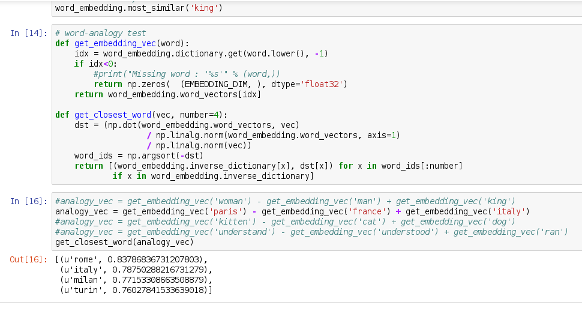 word_embedding.most_similar('king')
In [14]: # word-analogy test
def get_embedding_vec(word):
    idx = word_embedding.dictionary.get(word.lower(), -1)
    if idx<0:
        #print("Missing word : '%s'" % (word,))
        return np.zeros(  (EMBEDDING_DIM, ), dtype='float32')
    return word_embedding.word_vectors[idx]
def get_closest_word(vec, number=4):
    dst = (np.dot(word_embedding.word_vectors, vec)
                   / np.linalg.norm(word_embedding.word_vectors, axis=1)
                   / np.linalg.norm(vec))
    word_ids = np.argsort(-dst)
    return [(word_embedding.inverse_dictionary[x], dst[x]) for x in word_ids[:number]
            if x in word_embedding.inverse_dictionary]
In [16]: #analogy_vec = get_embedding_vec('woman') - get_embedding_vec('man') + get_embedding_vec('king')
analogy_vec = get_embedding_vec('paris') - get_embedding_vec('france') + get_embedding_vec('italy')
#analogy_vec = get_embedding_vec('kitten') - get_embedding_vec('cat') + get_embedding_vec('dog')
#analogy_vec = get_embedding_vec('understand') - get_embedding_vec('understood') + get_embedding_vec('ran')
get_closest_word(analogy_vec)
Out[16]: [(u'rome', 0.83786836731207803),
 (u'italy', 0.78750288216731279),
 (u'milan', 0.77153308663508879),
 (u'turin', 0.76027841533639018)]